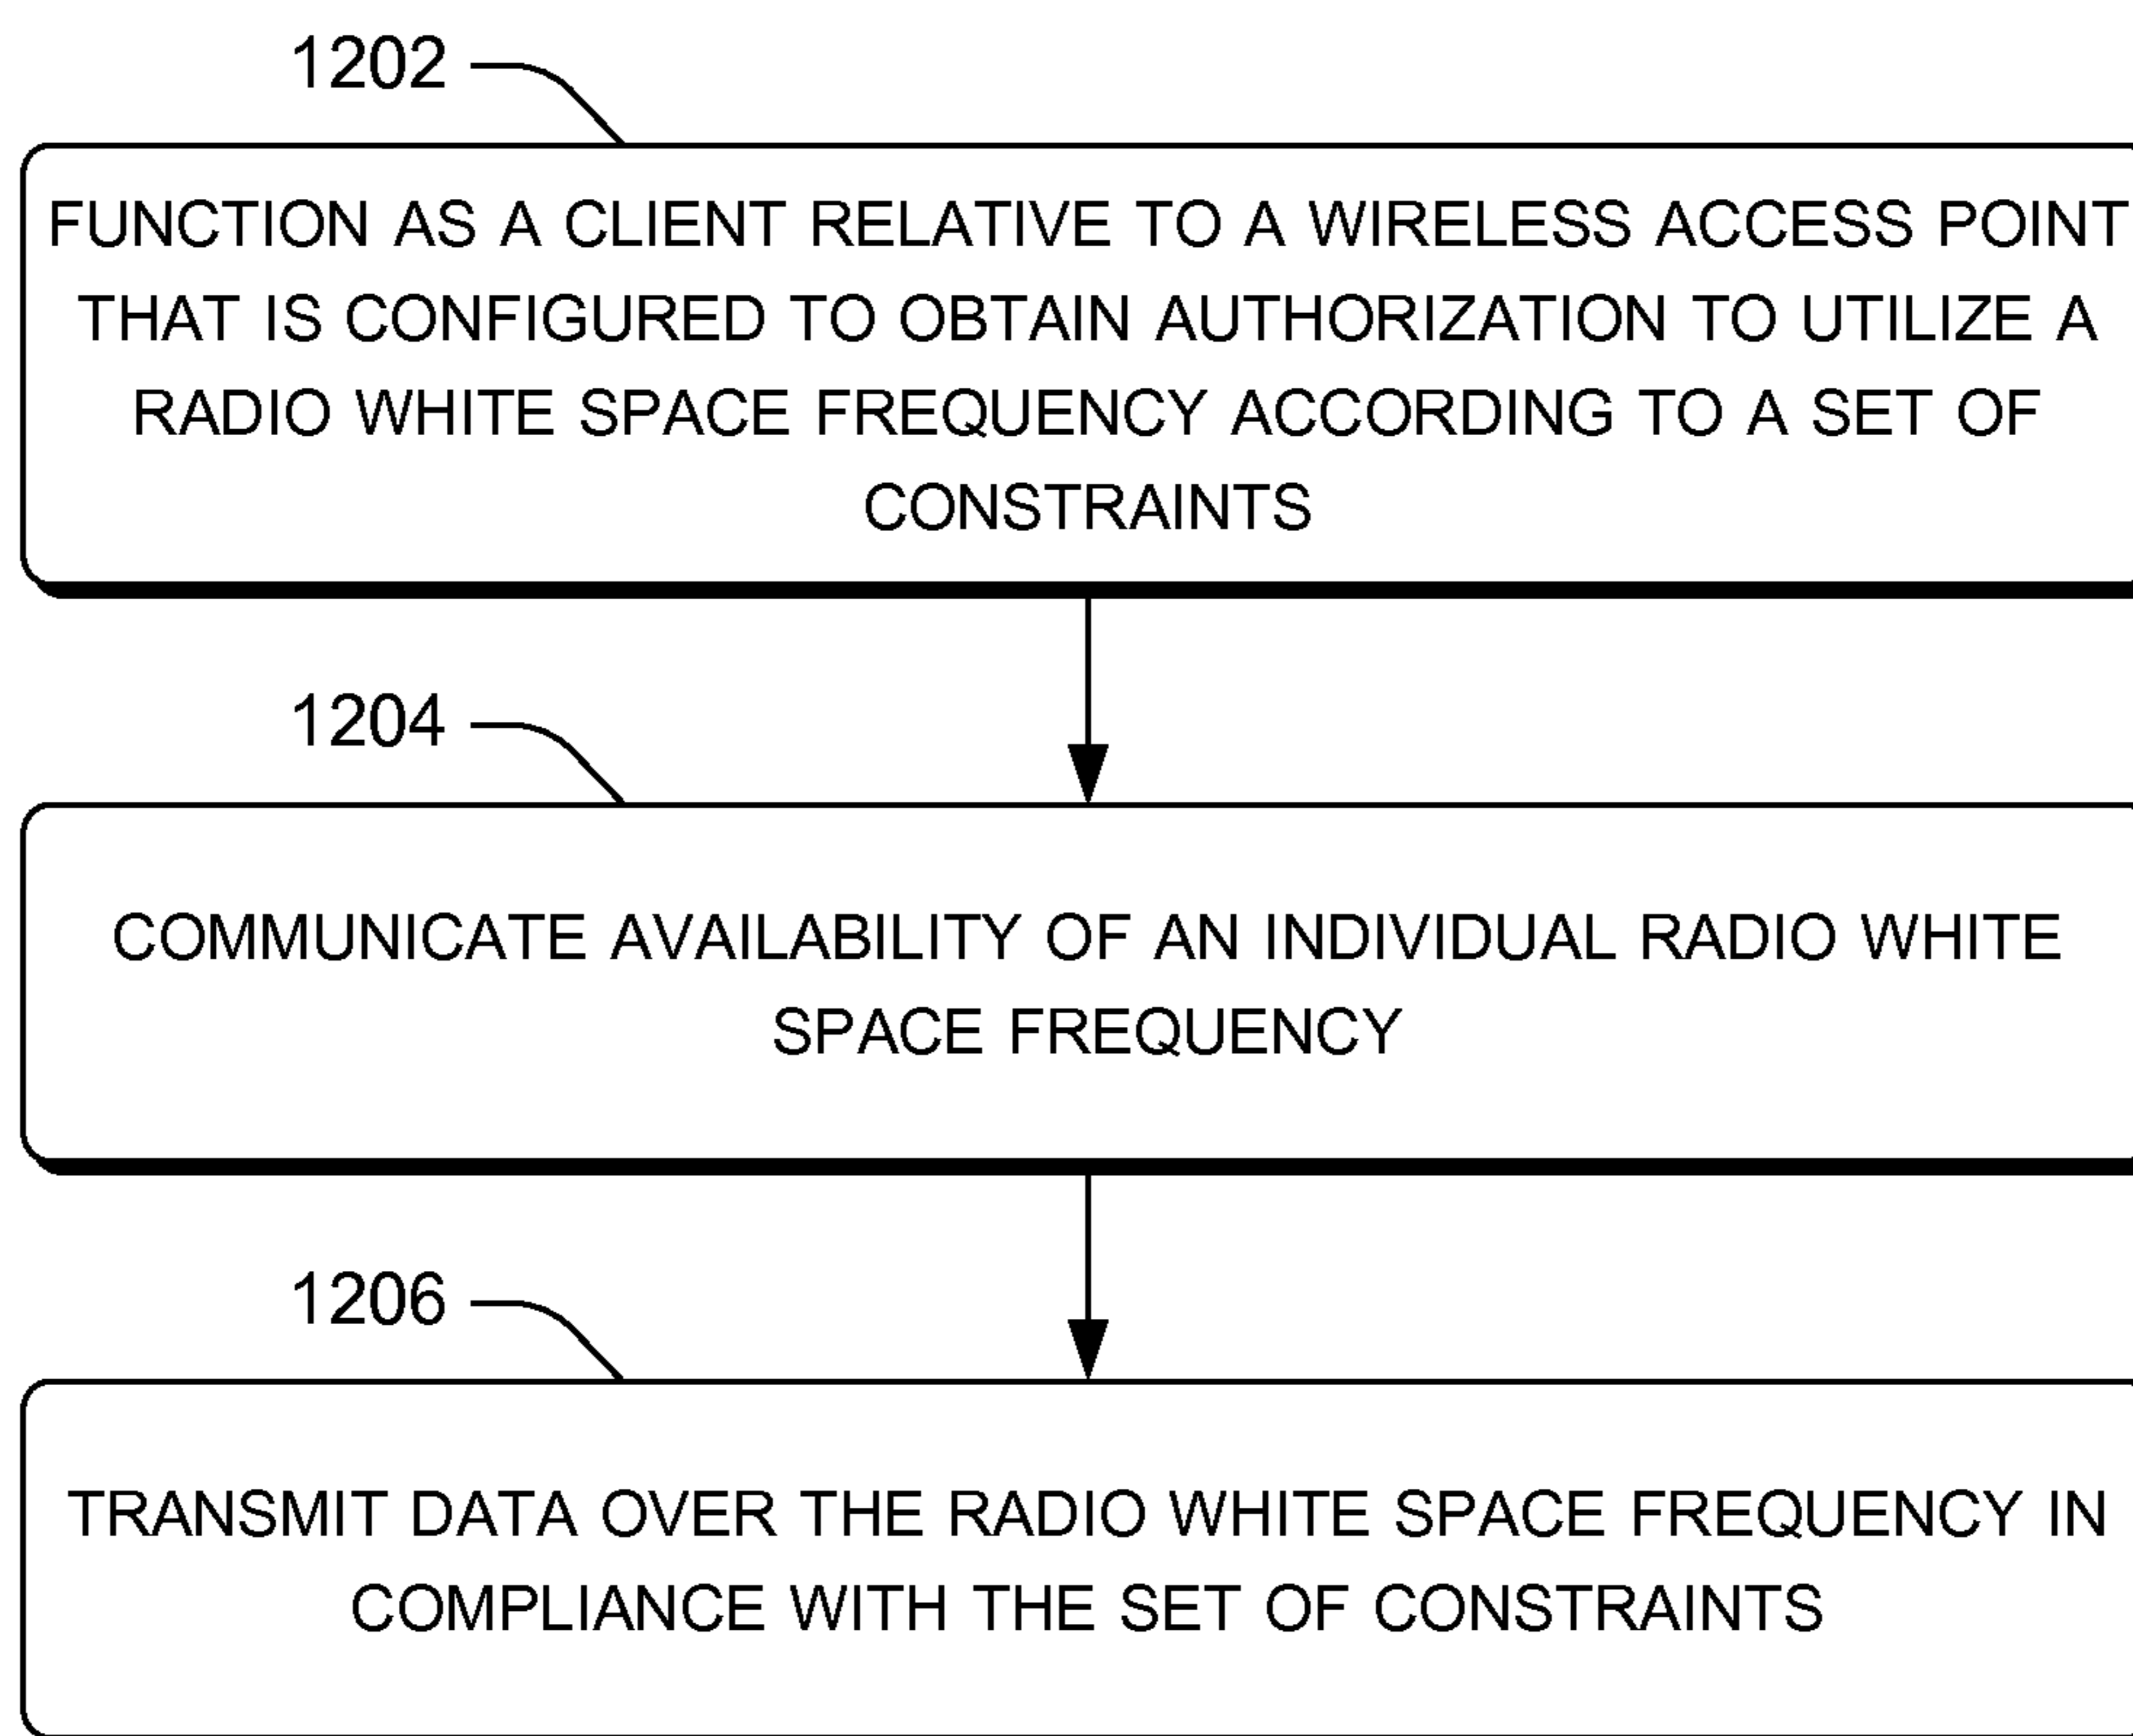 1202
FUNCTION AS A CLIENT RELATIVE TO A WIRELESS ACCESS POINT
THAT IS CONFIGURED TO OBTAIN AUTHORIZATION TO UTILIZE A
RADIO WHITE SPACE FREQUENCY ACCORDING TO A SET OF
CONSTRAINTS
1204
COMMUNICATE AVAILABILITY OF AN INDIVIDUAL RADIO WHITE
SPACE FREQUENCY
1206
TRANSMIT DATA OVER THE RADIO WHITE SPACE FREQUENCY IN
COMPLIANCE WITH THE SET OF CONSTRAINTS